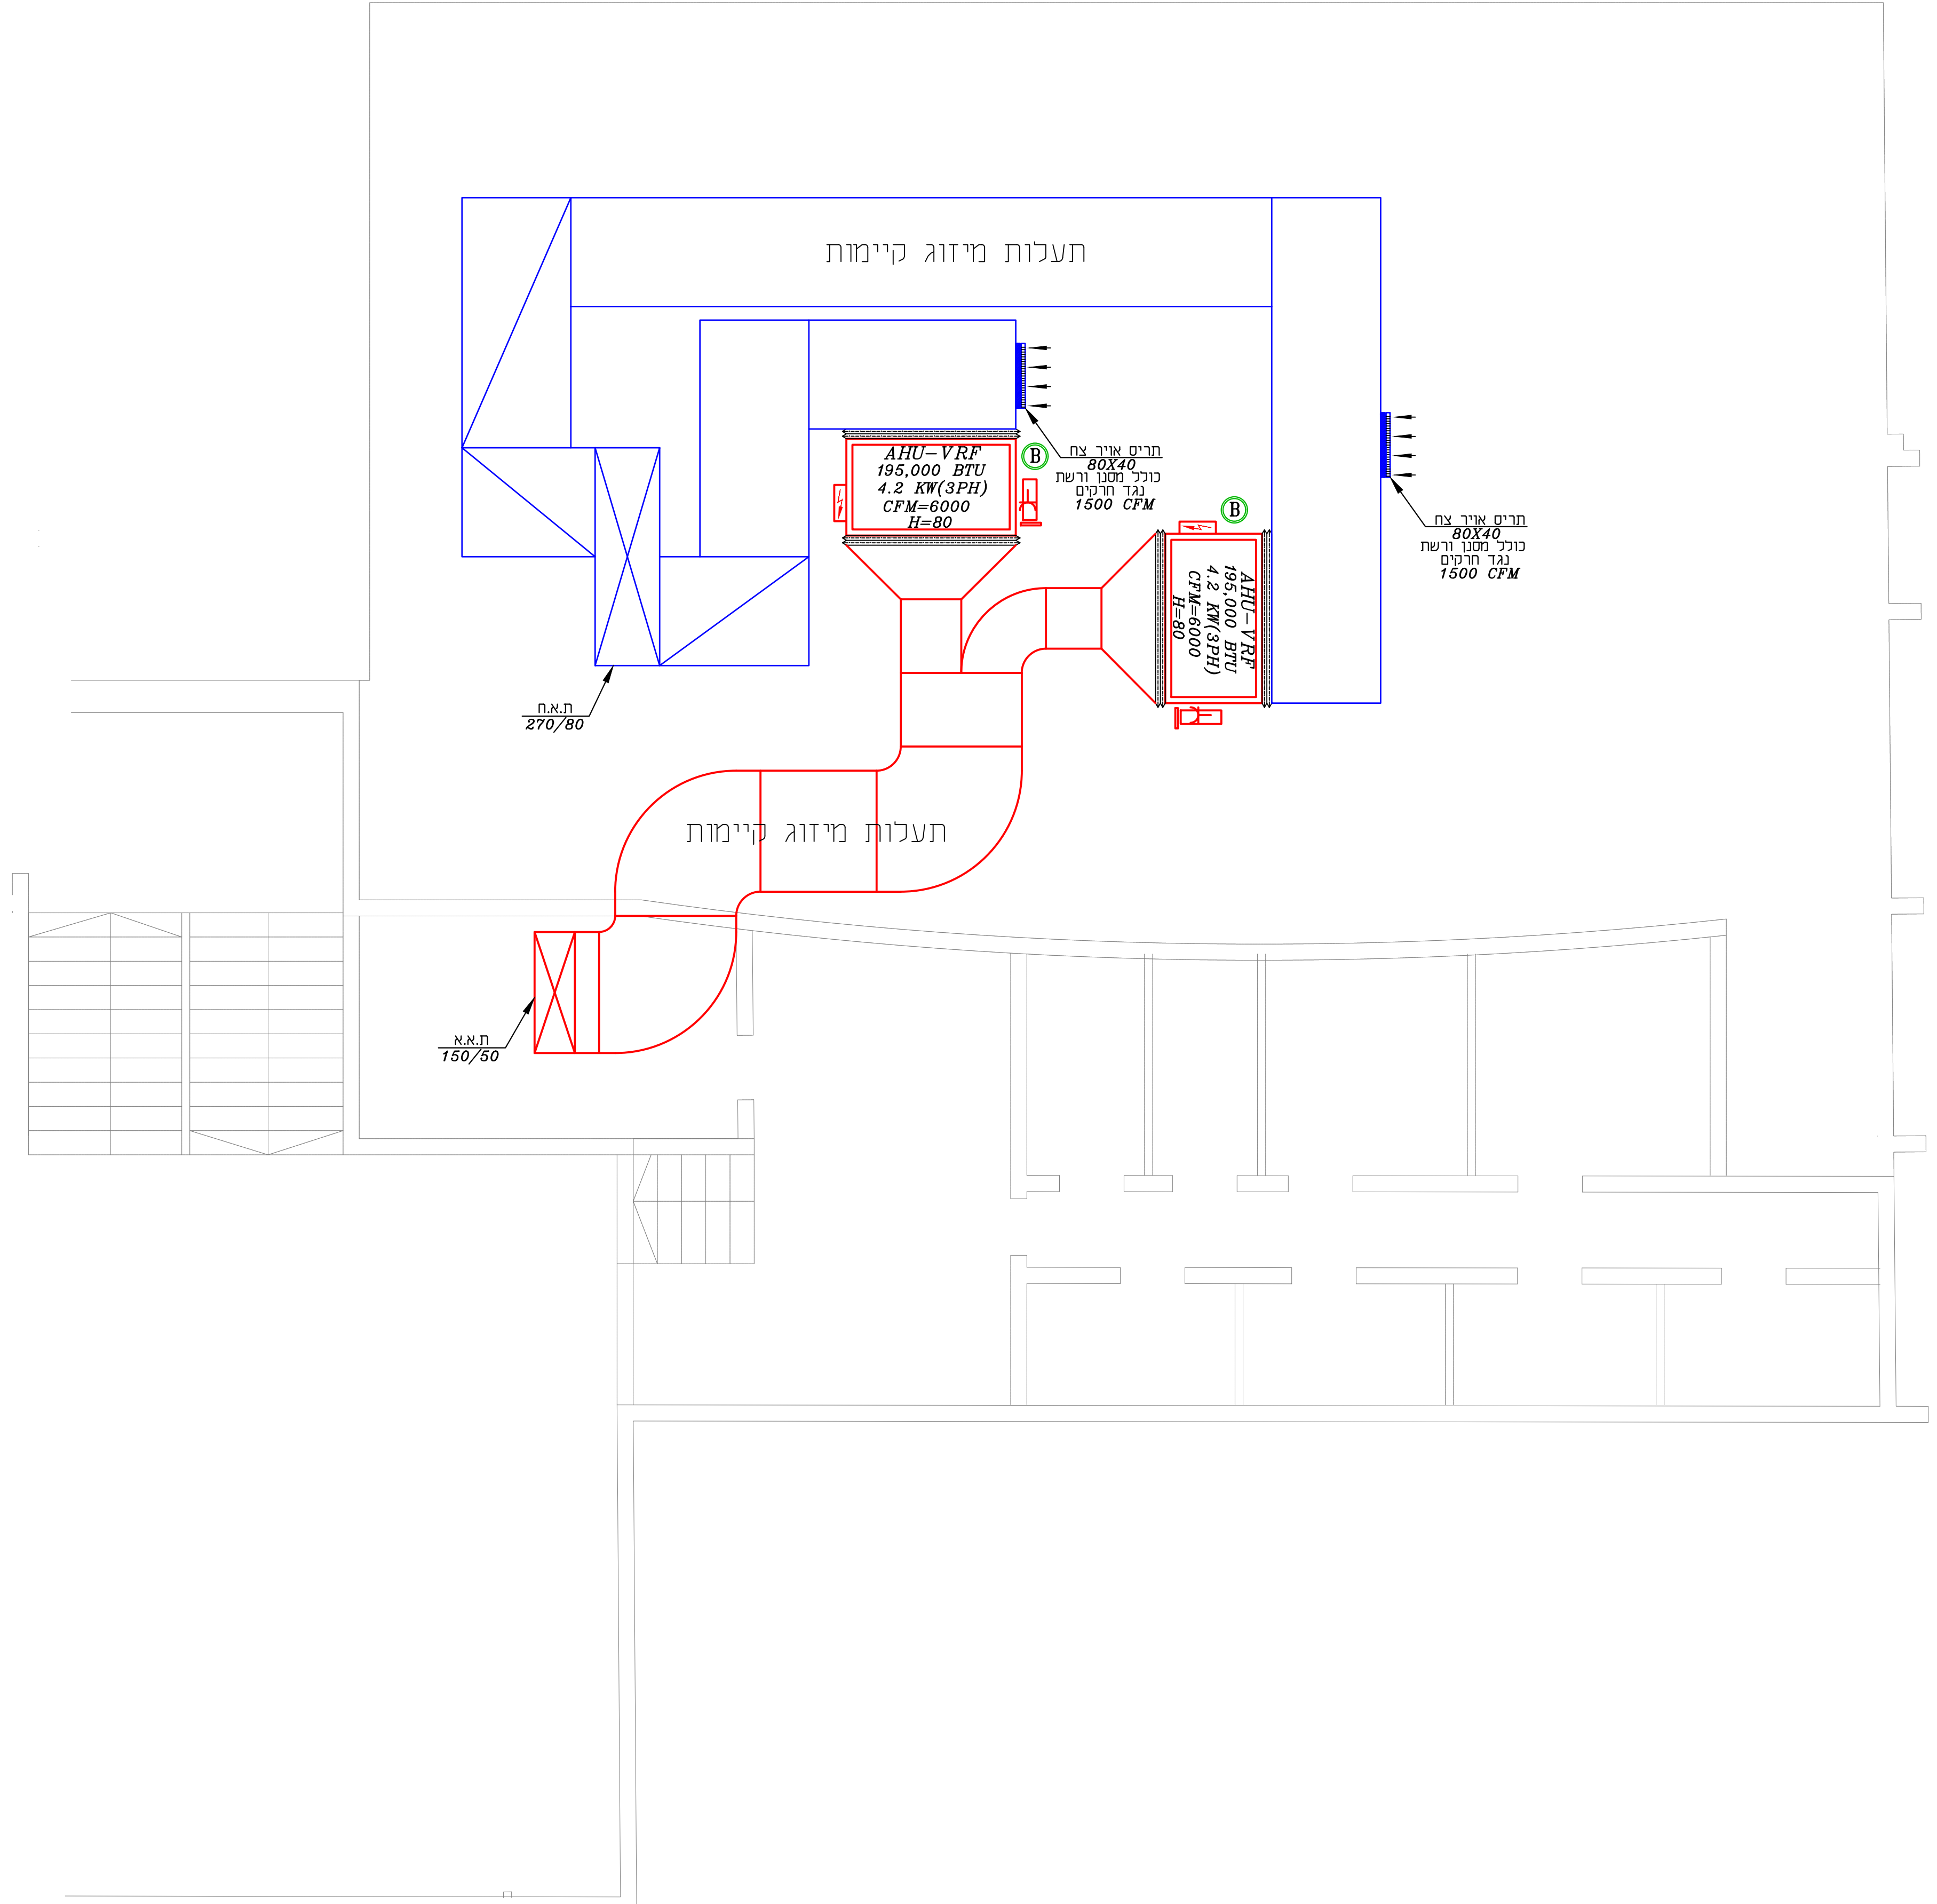 תעלות מיזוג קיימות
AHU-VRF
195,000 BTU
4.2 KW(3PH)
CFM=6000
H=80
B
תריס אויר צח
80X40
כולל מסנן ורשת
נגד חרקים
1500 CFM
B
תריס אויר צח
80X40
כולל מסנן ורשת
נגד חרקים
1500 CFM
AHU-VRF
195,000 BTU
4.2 KW(3PH)
CFM=6000
H=80
ת.א.ח
270/80
תעלות מיזוג קיימות
ת.א.א
150/50